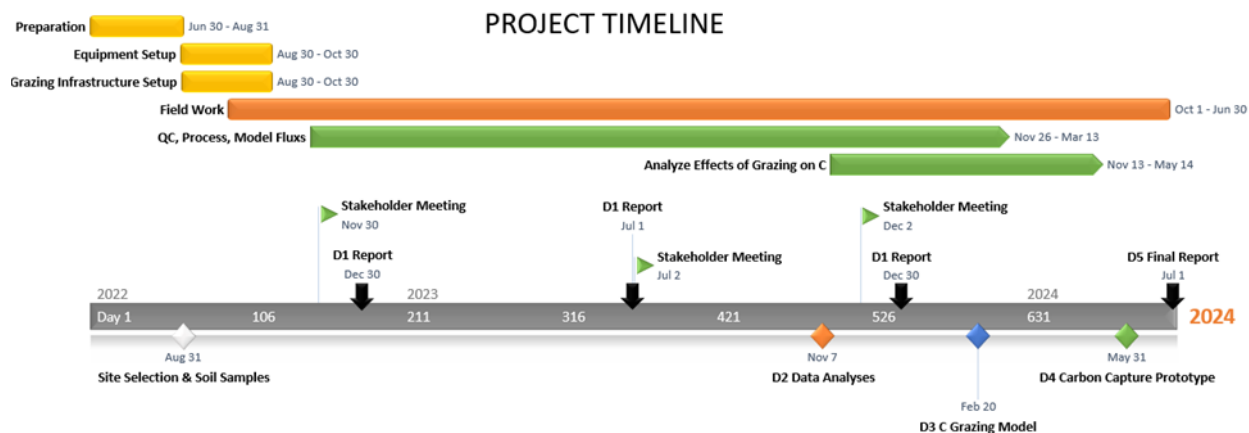 PROJECT TIMELINE
Preparation
Jun 30 - Aug 31
Equipment Setup
Aug 30 - Oct 30
Grazing Infrastructure Setup
Aug 30 - Oct 30
Field Work
Oct 1 - Jun 30
QC, Process, Model Fluxs
Nov 26 - Mar 13
Analyze Effects of Grazing on C
Nov 13 - May 14
Stakeholder Meeting
Nov 30
D1 Report
Dec 30
D1 Report
Jul 1
Stakeholder Meeting
Jul 2
Stakeholder Meeting
Dec 2
D1 Report
Dec 30
D5 Final Report
Jul 1
2022 2023 2024
Day 1 106 211 316 421 526 631
2024
Aug 31
Site Selection & Soil Samples
Nov 7
D2 Data Analyses
Feb 20
D3 C Grazing Model
May 31
D4 Carbon Capture Prototype